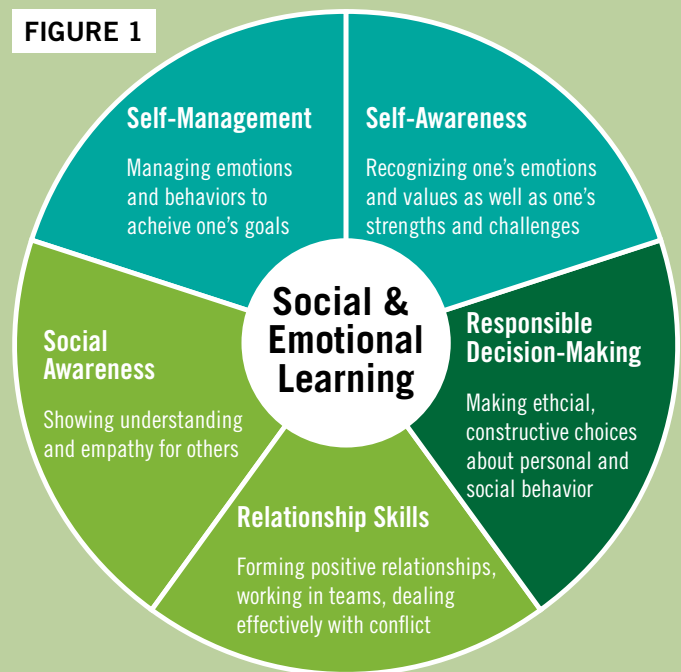 FIGURE 1
Self-Management
Managing emotions
and behaviors to
acheive one's goals
Self-Awareness
Recognizing one's emotions
and values as well as one's
strengths and challenges
Social &
Emotional
Learning
Social
Awareness
Showing understanding
and empathy for others
Responsible
Decision-Making
Making ethcial,
constructive choices
about personal and
social behavior
Relationship Skills
Forming positive relationships,
working in teams, dealing
effectively with conflict